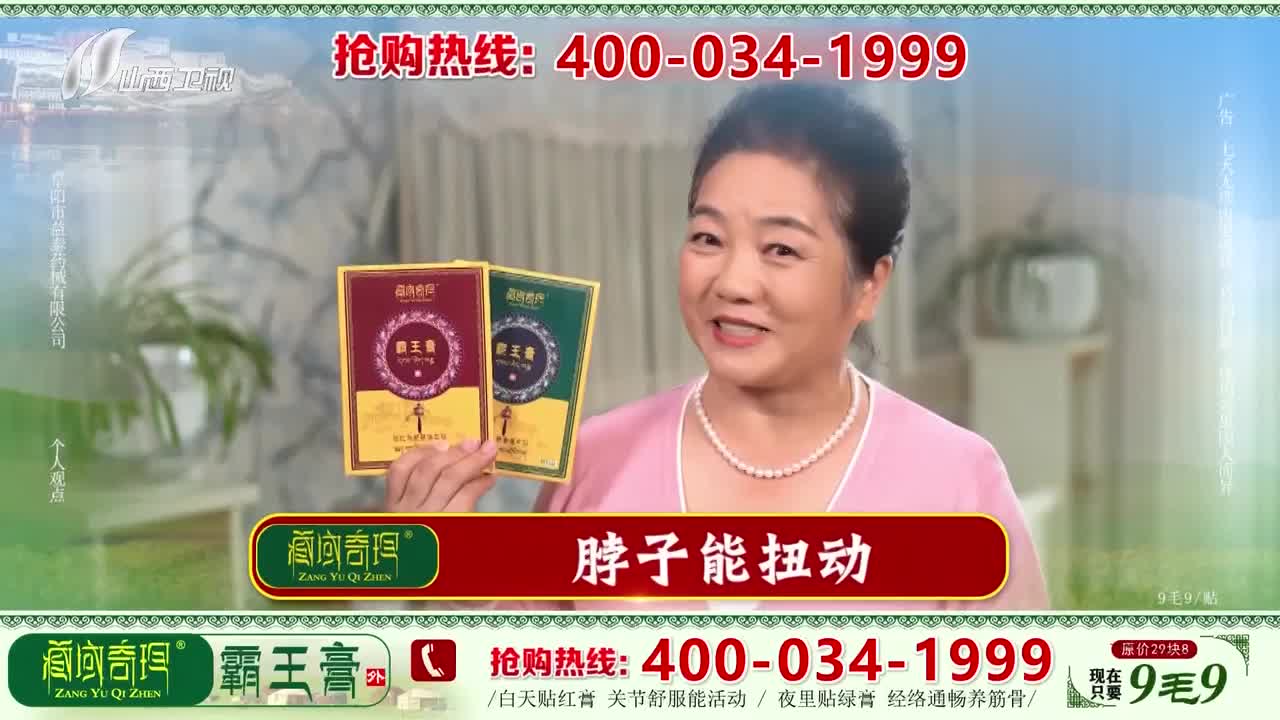 抢购热线：400-034-1999
山西卫视
广告
市益泰药械有限公司
个人观点
藏域奇珍
霸王膏
藏域奇珍
霸王膏
藏域奇珍®
ZANG YU QI ZHEN
脖子能扭动
9毛9/贴
藏域奇珍®
ZANG YU QI ZHEN
霸王膏
外
抢购热线：400-034-1999
/白天贴红膏 关节舒服能活动 / 夜里贴绿膏 经络通畅养筋骨/
原价29块8
现在只要
9毛9